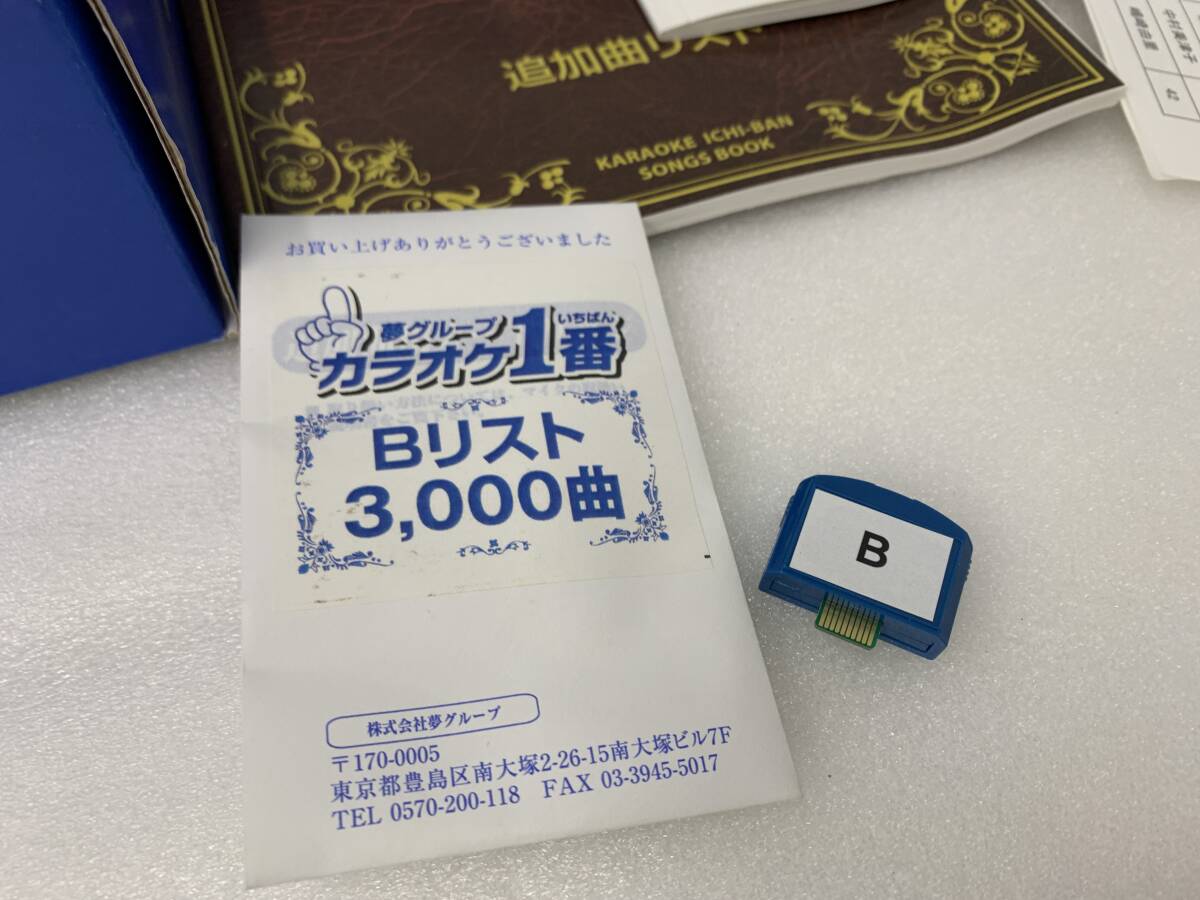 追加曲リスト
KARAOKE ICHI-BAN
SONGS BOOK
お買い上げありがとうございました
夢グループ
いちばん
カラオケ1番
Bリスト
3,000曲
株式会社夢グループ
〒170-0005
東京都豊島区南大塚2-26-15南大塚ビル7F
TEL 0570-200-118 FAX 03-3945-5017
B
42